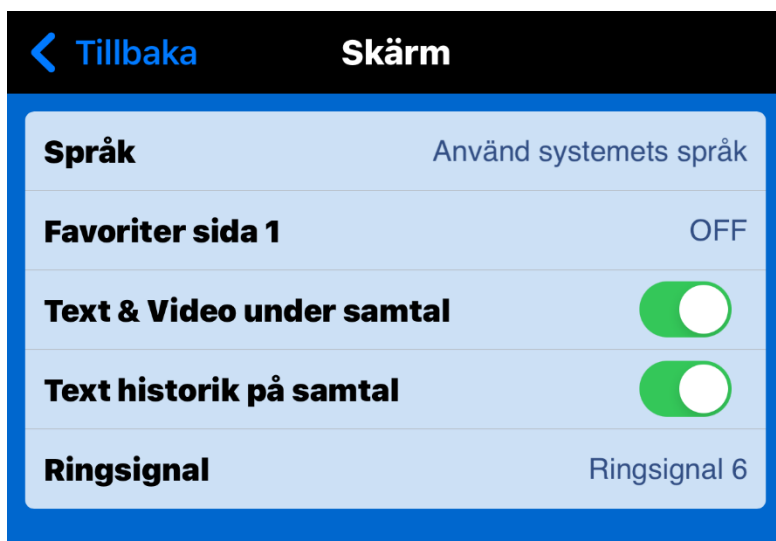 Tillbaka Skärm
Språk Använd systemets språk
Favoriter sida 1 OFF
Text & Video under samtal
Text historik på samtal
Ringsignal Ringsignal 6